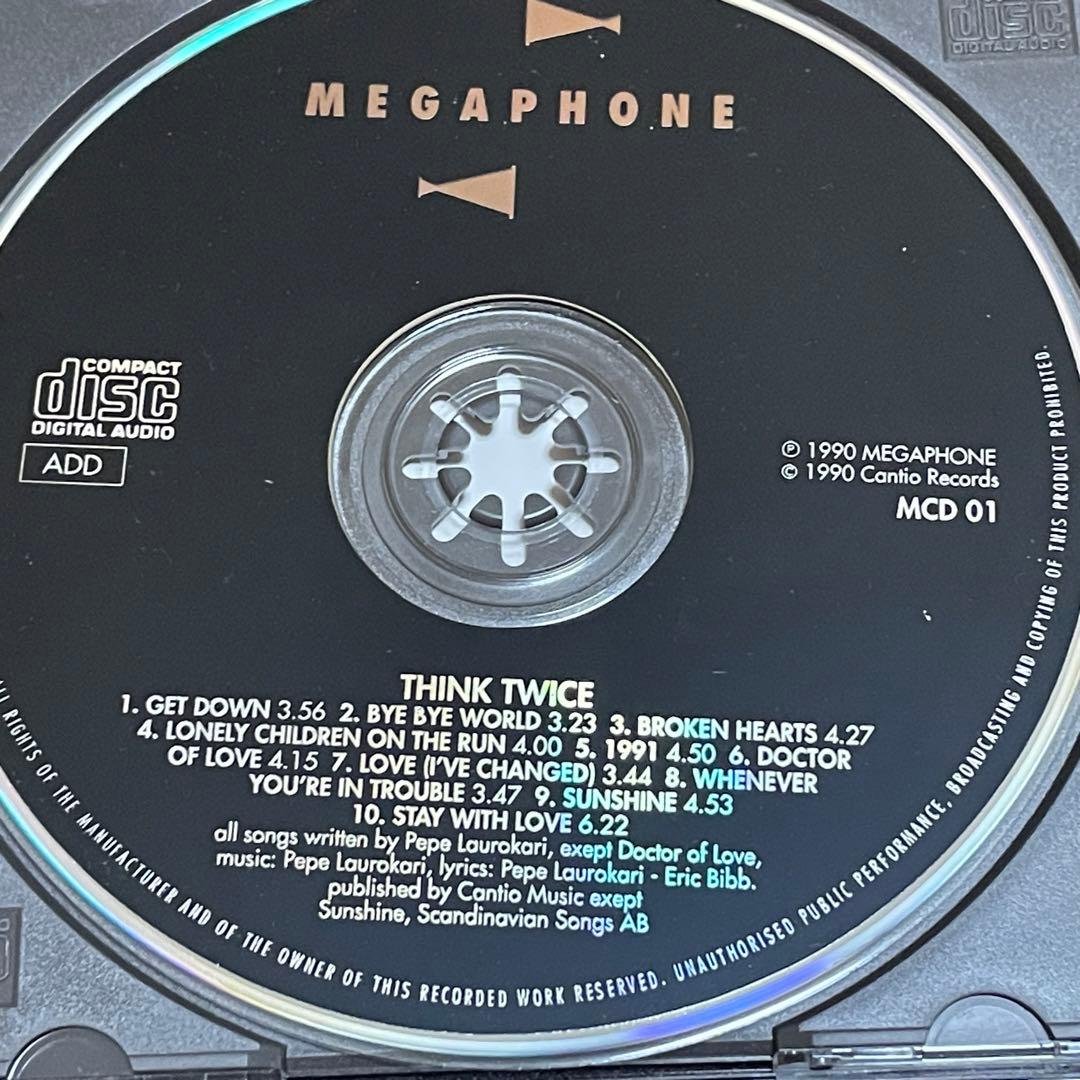 disc
DIGITAL AUDIO
MEGAPHONE
COMPACT
disc
DIGITAL AUDIO
ADD
℗ 1990 MEGAPHONE
© 1990 Cantio Records
MCD 01
THINK TWICE
1. GET DOWN 3.56 2. BYE BYE WORLD 3.23 3. BROKEN HEARTS 4.27
4. LONELY CHILDREN ON THE RUN 4.00 5. 1991 4.50 6. DOCTOR
OF LOVE 4.15 7. LOVE (I'VE CHANGED) 3.44 8. WHENEVER
YOU'RE IN TROUBLE 3.47 9. SUNSHINE 4.53
10. STAY WITH LOVE 6.22
all songs written by Pepe Laurokari, exept Doctor of Love,
music: Pepe Laurokari, lyrics: Pepe Laurokari - Eric Bibb.
published by Cantio Music exept
Sunshine, Scandinavian Songs AB
ALL RIGHTS OF THE MANUFACTURER AND OF THE OWNER OF THIS RECORDED WORK RESERVED. UNAUTHORISED PUBLIC PERFORMANCE, BROADCASTING AND COPYING OF THIS PRODUCT PROHIBITED.